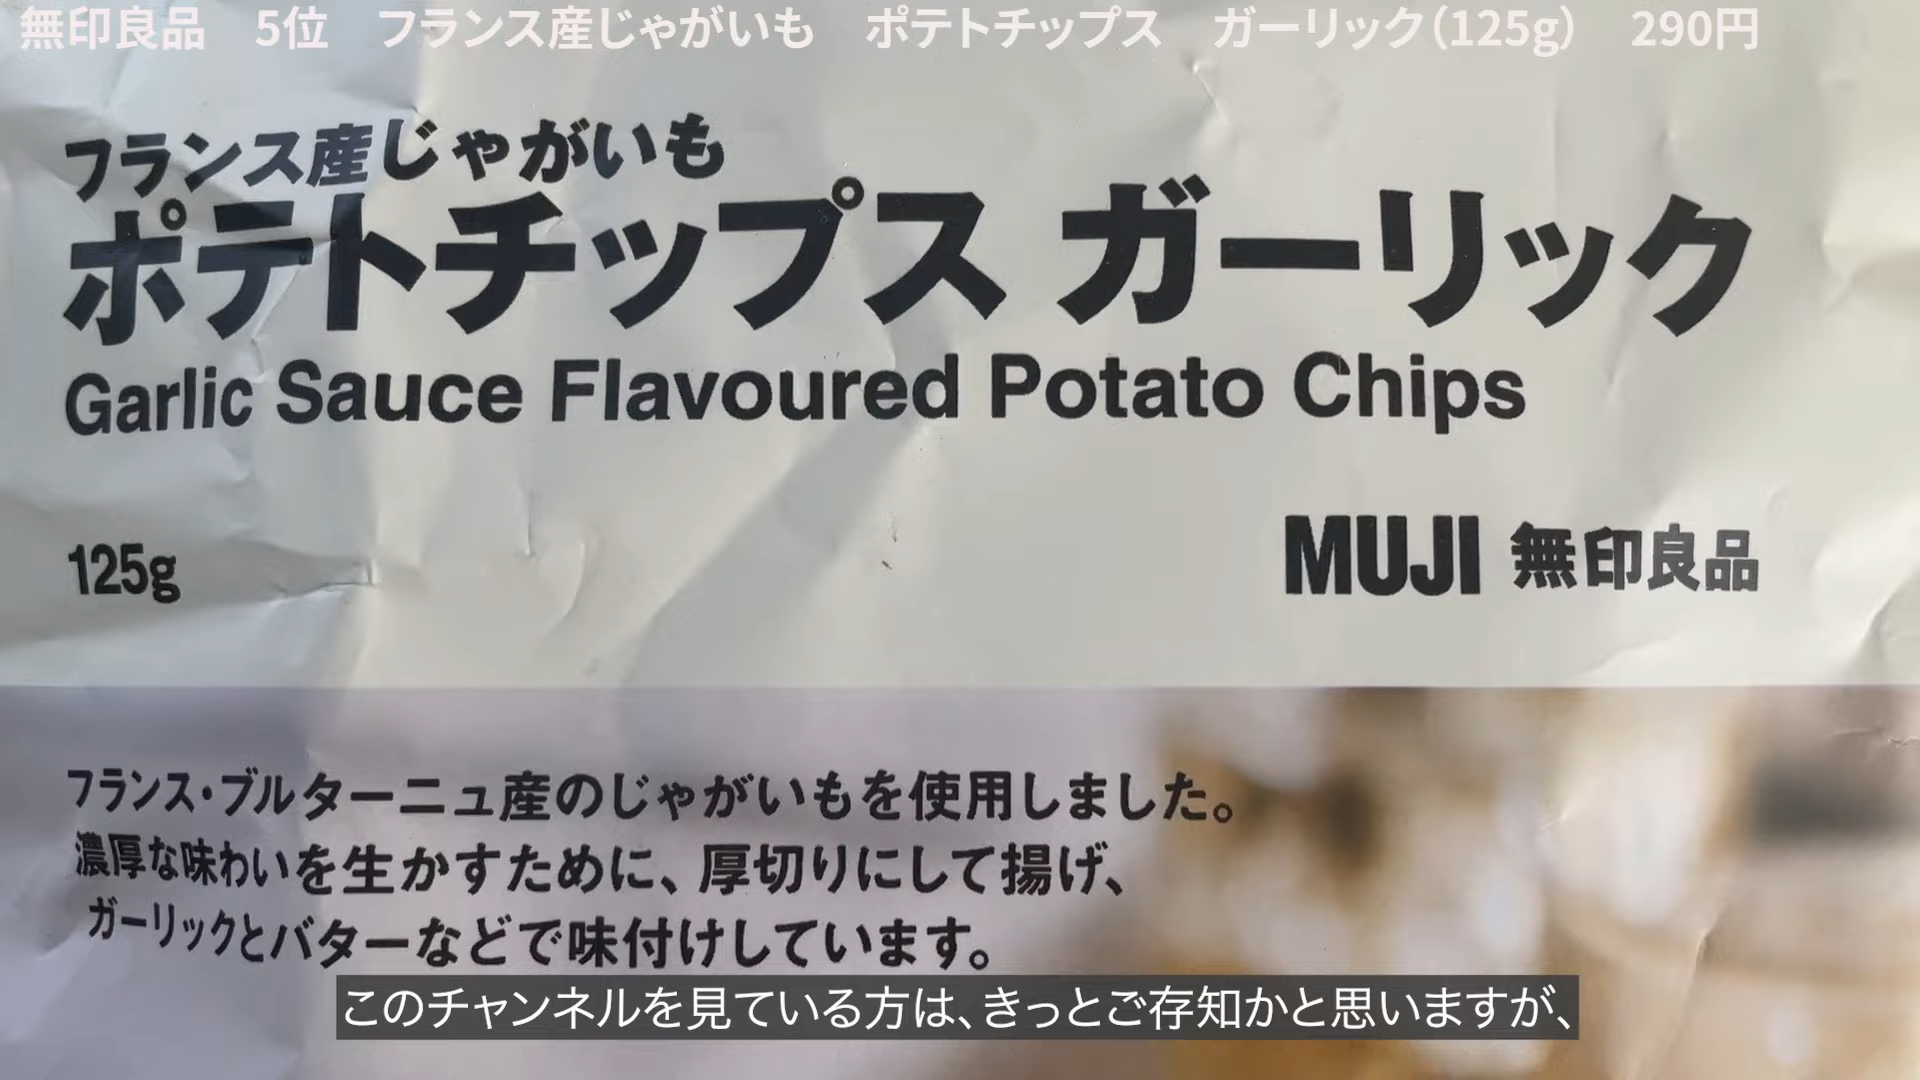 無印良品　5位　フランス産じゃがいも　ポテトチップス　ガーリック（125g）　290円
フランス産じゃがいも
ポテトチップス ガーリック
Garlic Sauce Flavoured Potato Chips
125g
MUJI 無印良品
フランス・ブルターニュ産のじゃがいもを使用しました。
濃厚な味わいを生かすために、厚切りにして揚げ、
ガーリックとバターなどで味付けしています。
このチャンネルを見ている方は、きっとご存知かと思いますが、